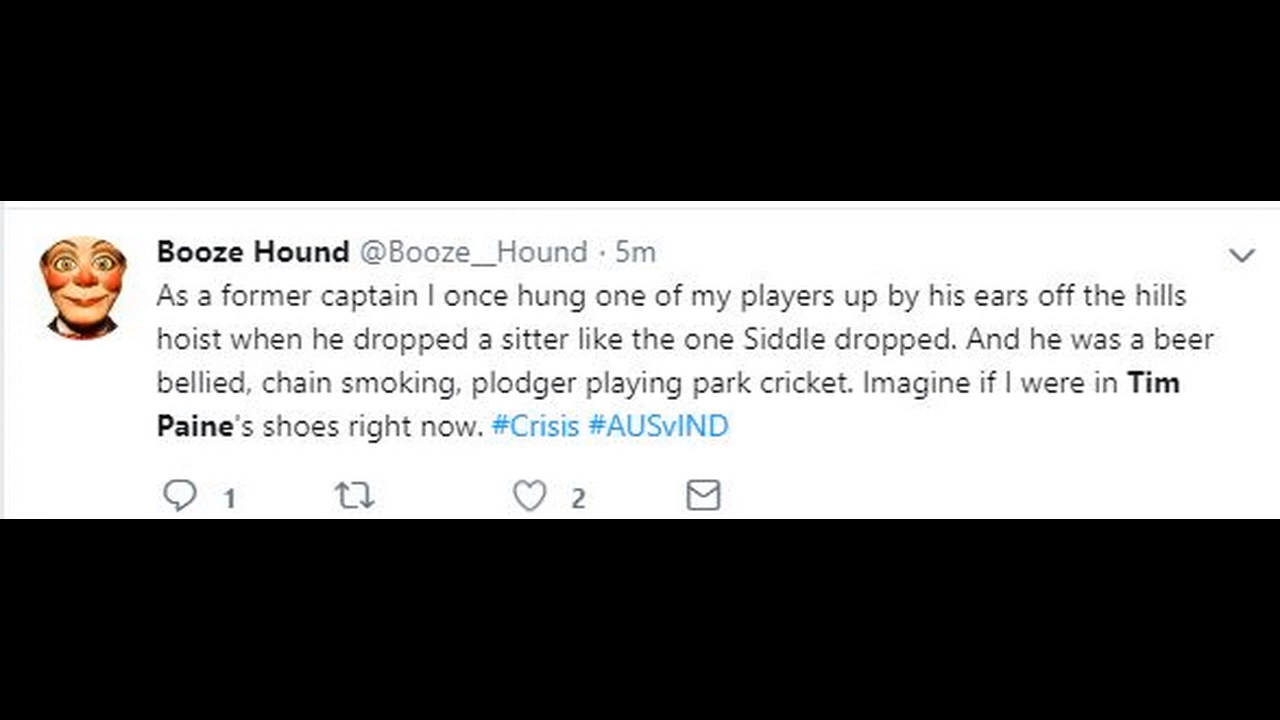 Booze Hound @Booze__Hound · 5m
As a former captain I once hung one of my players up by his ears off the hills
hoist when he dropped a sitter like the one Siddle dropped. And he was a beer
bellied, chain smoking, plodger playing park cricket. Imagine if I were in Tim
Paine's shoes right now. #Crisis #AUSvIND
1 2